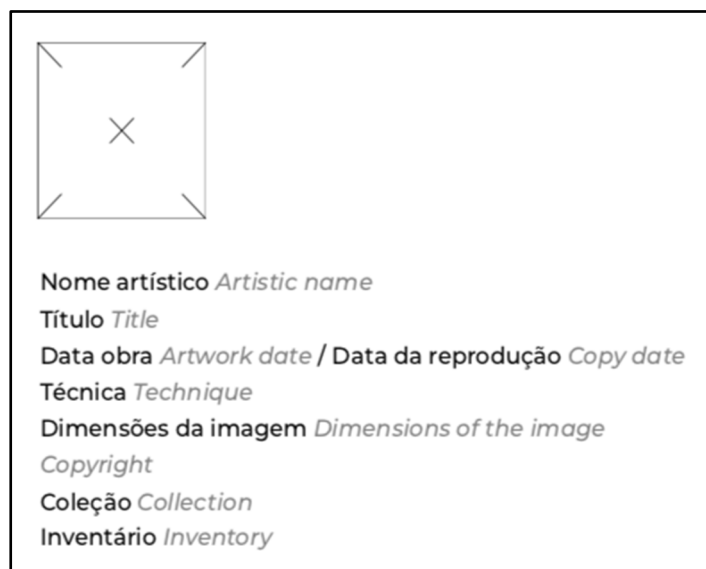 Nome artístico Artistic name
Título Title
Data obra Artwork date / Data da reprodução Copy date
Técnica Technique
Dimensões da imagem Dimensions of the image
Copyright
Coleção Collection
Inventário Inventory